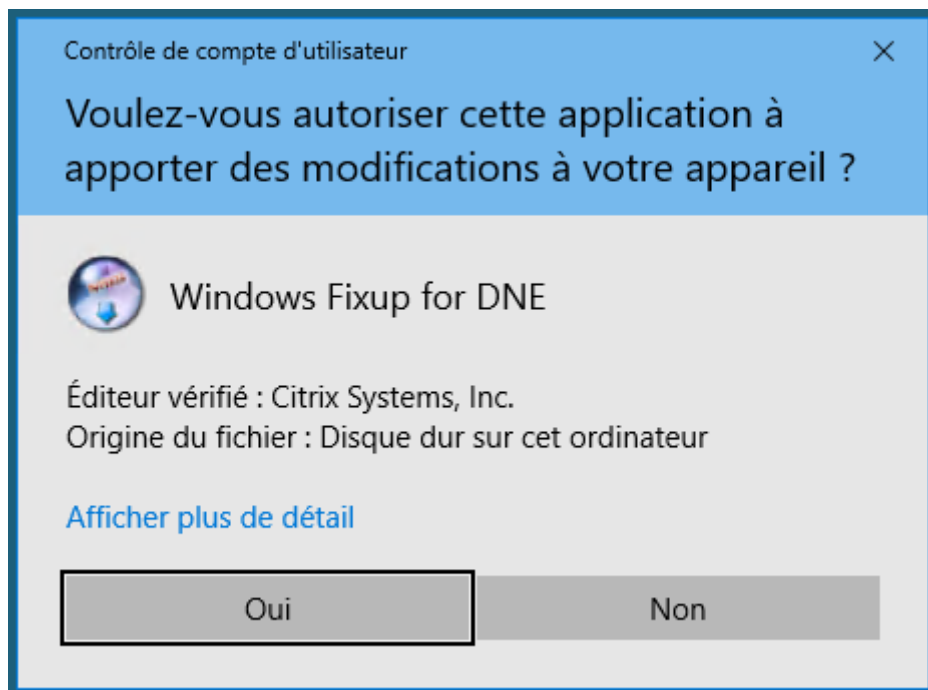 Contrôle de compte d'utilisateur
Voulez-vous autoriser cette application à
apporter des modifications à votre appareil ?
Windows Fixup for DNE
Éditeur vérifié : Citrix Systems, Inc.
Origine du fichier : Disque dur sur cet ordinateur
Afficher plus de détail
Oui Non